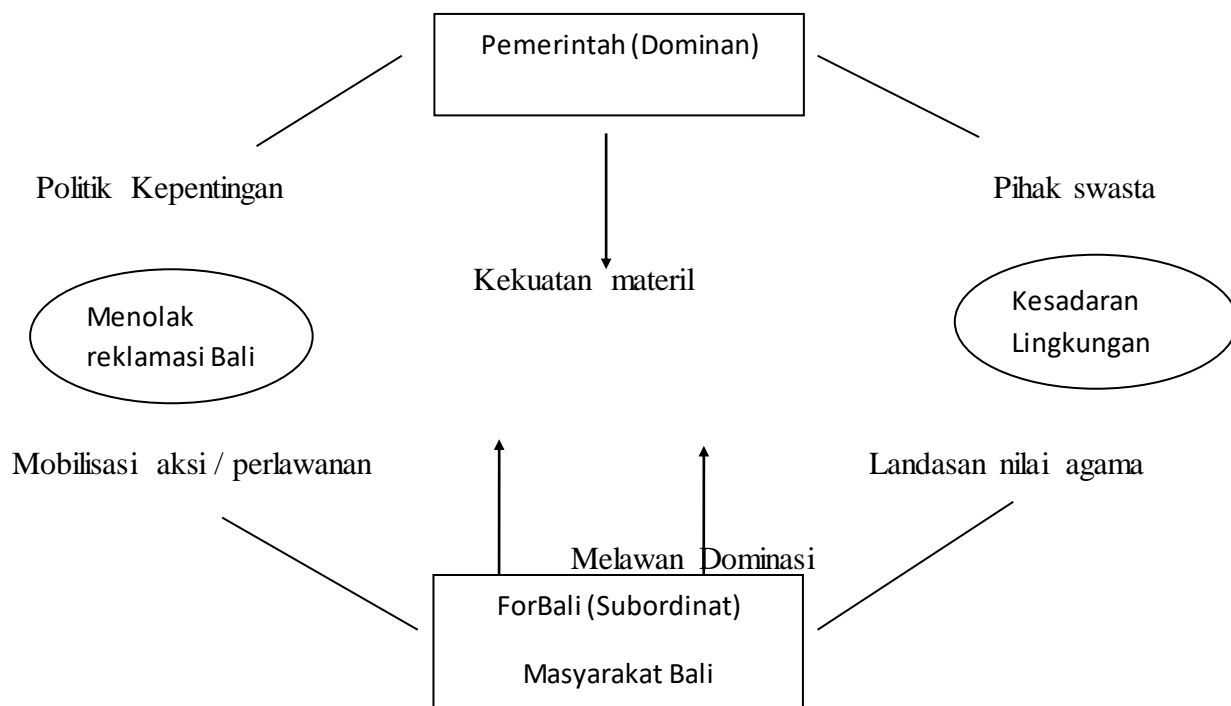 Pemerintah (Dominan)
Politik Kepentingan
Pihak swasta
Kekuatan materil
Menolak
reklamasi Bali
Kesadaran
Lingkungan
Mobilisasi aksi / perlawanan
Landasan nilai agama
Melawan Dominasi
ForBali (Subordinat)
Masyarakat Bali